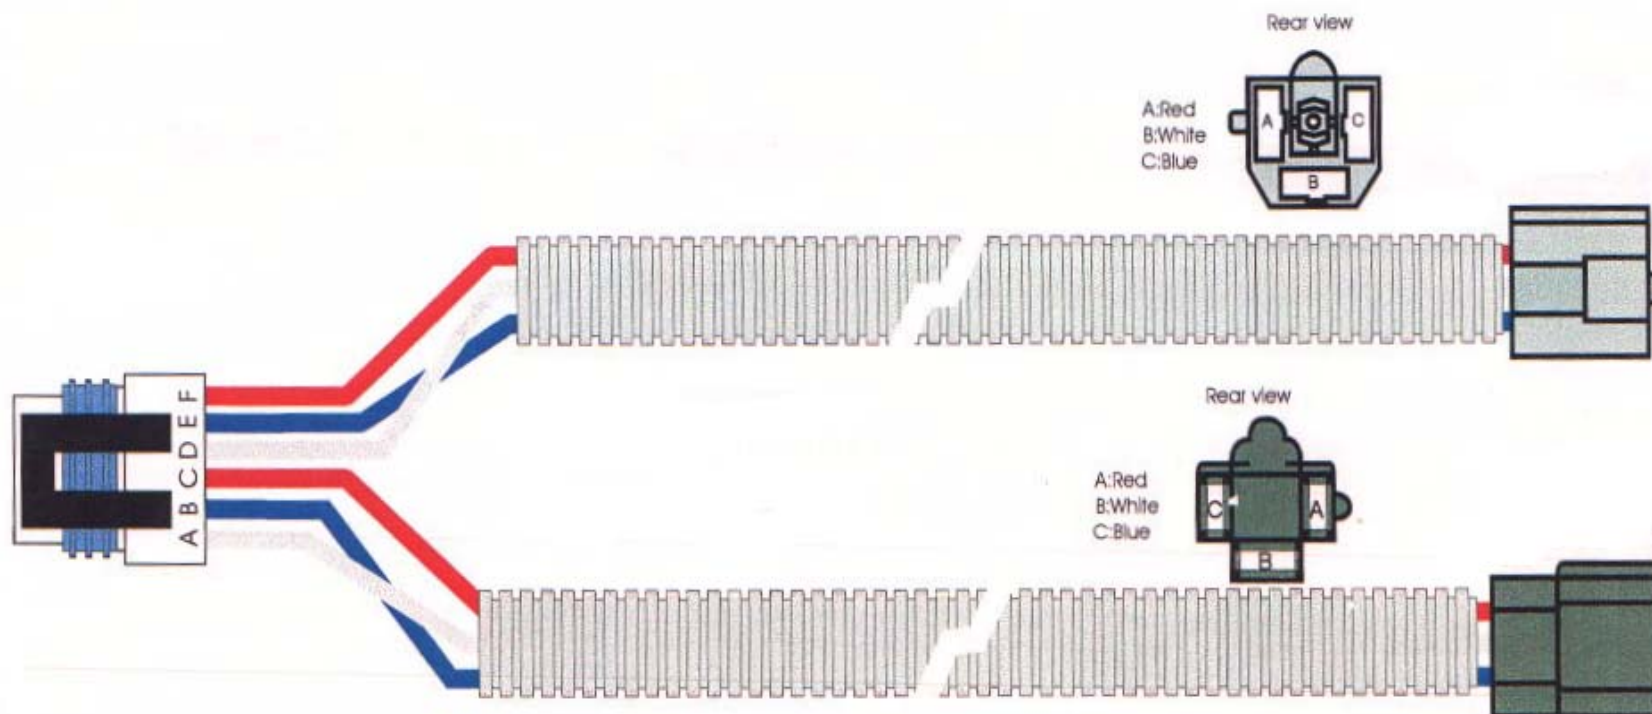 Rear view
A:Red
B:White
C:Blue
A
C
B
F
E
D
C
B
A
Rear view
A:Red
B:White
C:Blue
C
A
B